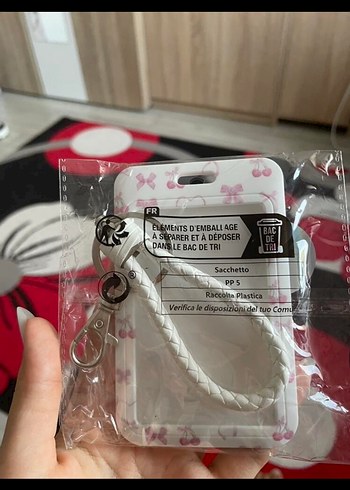 FR
ÉLÉMENTS D'EMBALLAGE
À SÉPARER ET À DÉPOSER
DANS LE BAC DE TRI
BAC
DE
TRI
Sacchetto
PP 5
Raccolta Plastica
Verifica le disposizioni del tuo Comu